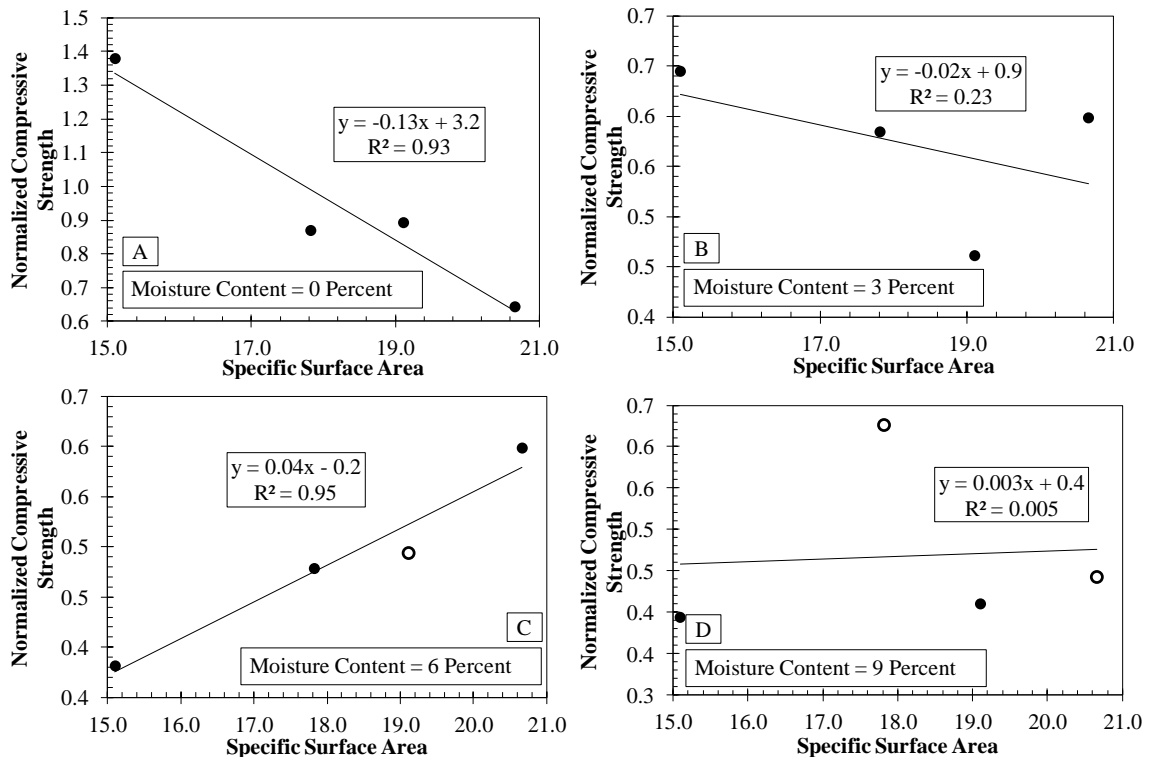 Normalized Compressive
Strength
1.5
1.4
1.3
1.2
1.1
1.0
0.9
0.8
0.7
0.6
y = -0.13x + 3.2
R² = 0.93
A
Moisture Content = 0 Percent
15.0 17.0 19.0 21.0
Specific Surface Area
Normalized Compressive
Strength
0.7
0.7
0.6
0.6
0.5
0.5
0.4
y = -0.02x + 0.9
R² = 0.23
B
Moisture Content = 3 Percent
15.0 17.0 19.0 21.0
Specific Surface Area
Normalized Compressive
Strength
0.7
0.6
0.6
0.5
0.5
0.4
0.4
y = 0.04x - 0.2
R² = 0.95
C
Moisture Content = 6 Percent
15.0 16.0 17.0 18.0 19.0 20.0 21.0
Specific Surface Area
Normalized Compressive
Strength
0.7
0.6
0.6
0.5
0.5
0.4
0.4
0.3
y = 0.003x + 0.4
R² = 0.005
D
Moisture Content = 9 Percent
15.0 16.0 17.0 18.0 19.0 20.0 21.0
Specific Surface Area